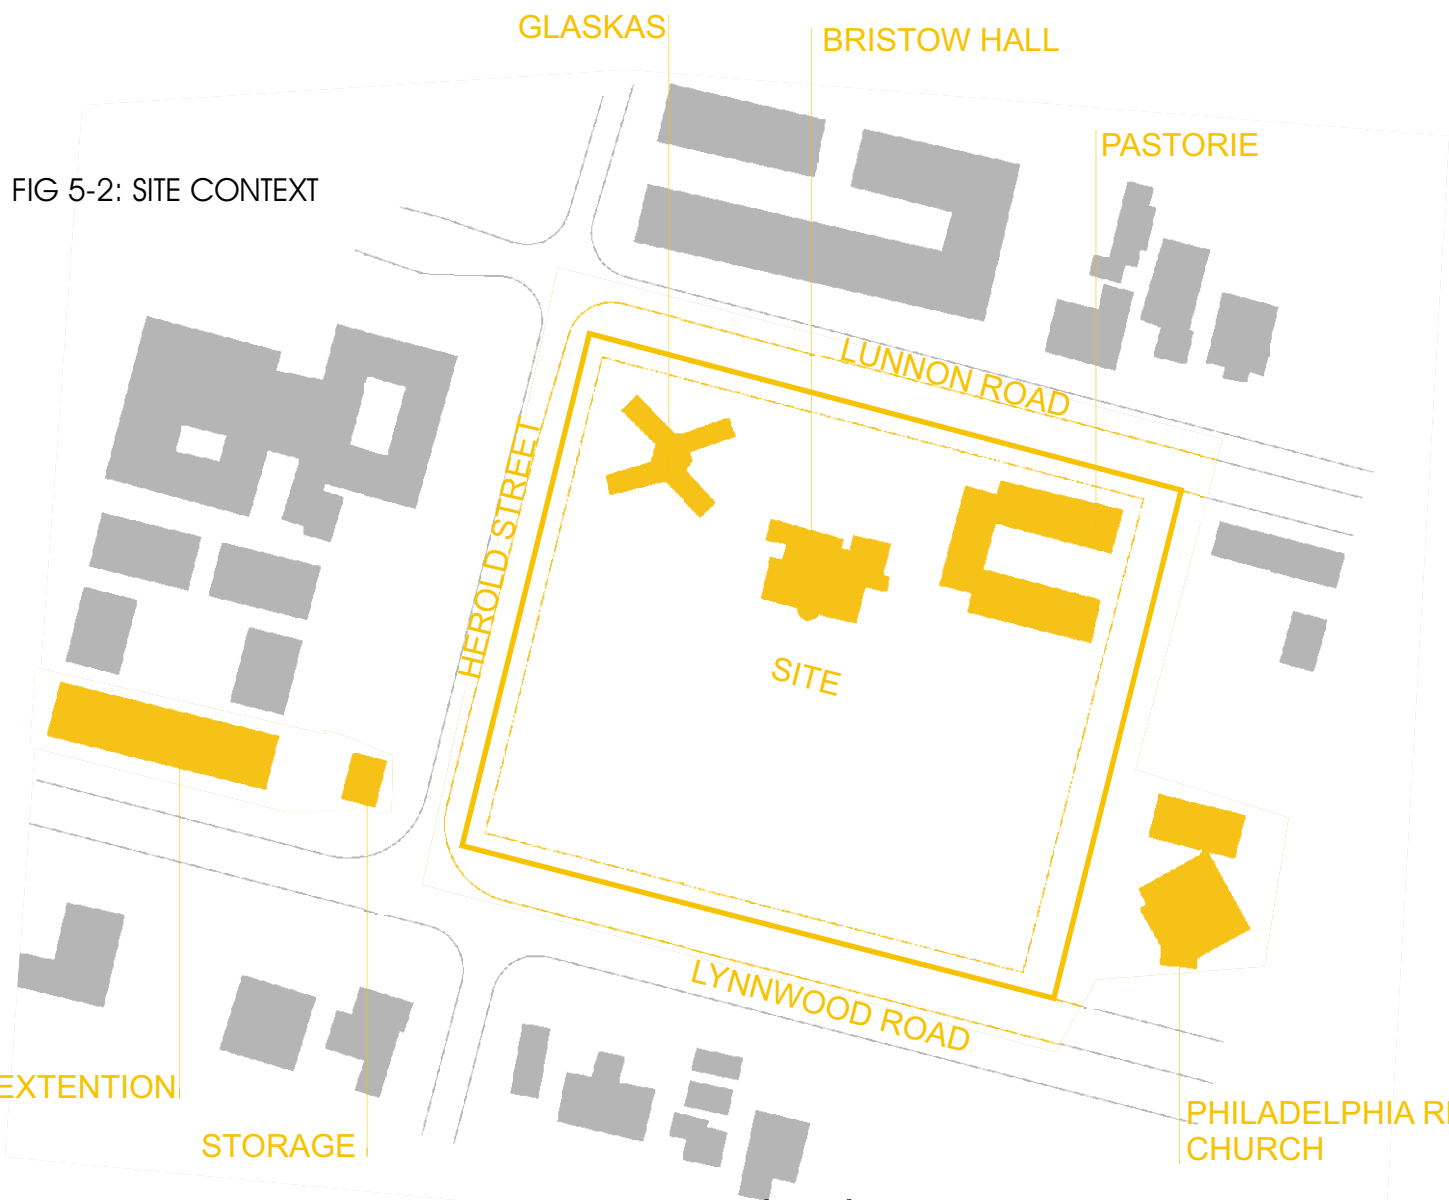 GLASKAS
BRISTOW HALL
PASTORIE
FIG 5-2: SITE CONTEXT
LUNNON ROAD
HEROLD STREET
SITE
LYNNWOOD ROAD
EXTENTION
STORAGE
PHILADELPHIA
CHURCH